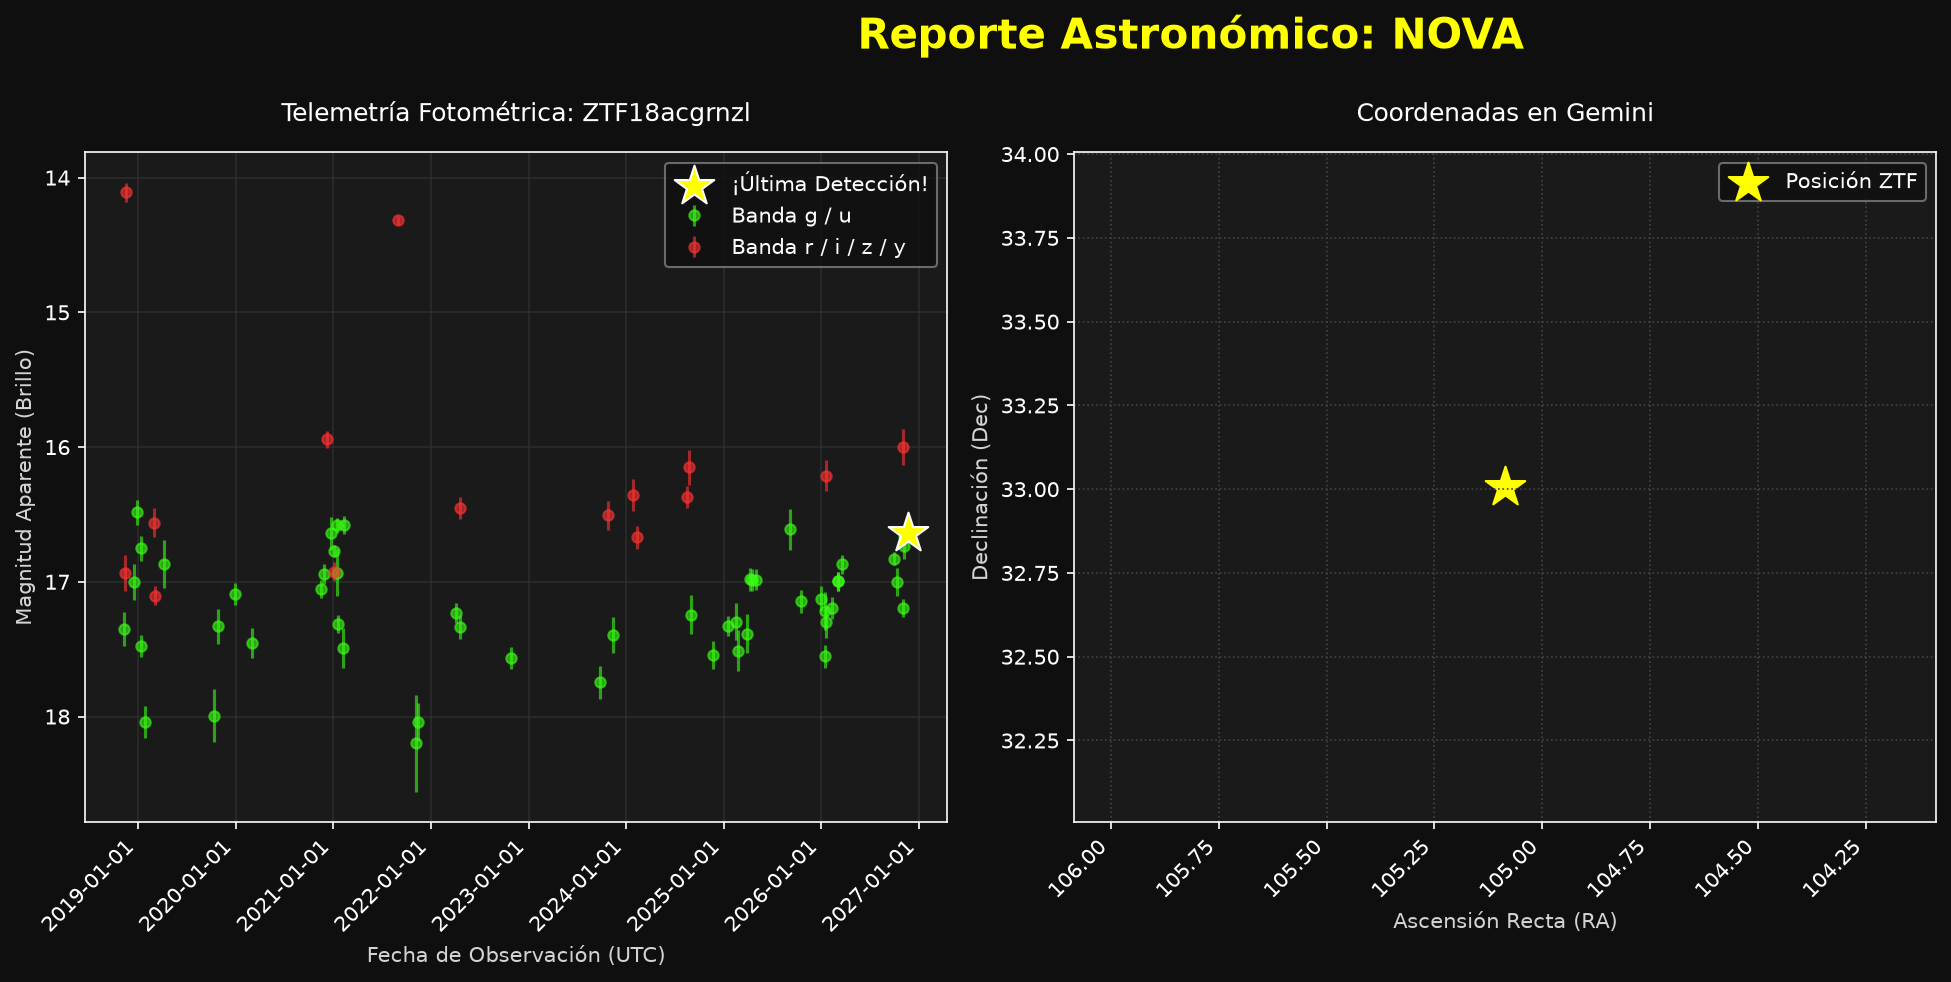 Reporte Astronómico: NOVA
Telemetría Fotométrica: ZTF18acgrnzl
¡Última Detección!
Banda g / u
Banda r / i / z / y
Magnitud Aparente (Brillo)
14
15
16
17
18
2019-01-01
2020-01-01
2021-01-01
2022-01-01
2023-01-01
2024-01-01
2025-01-01
2026-01-01
2027-01-01
Fecha de Observación (UTC)
Coordenadas en Gemini
Posición ZTF
Declinación (Dec)
34.00
33.75
33.50
33.25
33.00
32.75
32.50
32.25
106.00
105.75
105.50
105.25
105.00
104.75
104.50
104.25
Ascensión Recta (RA)